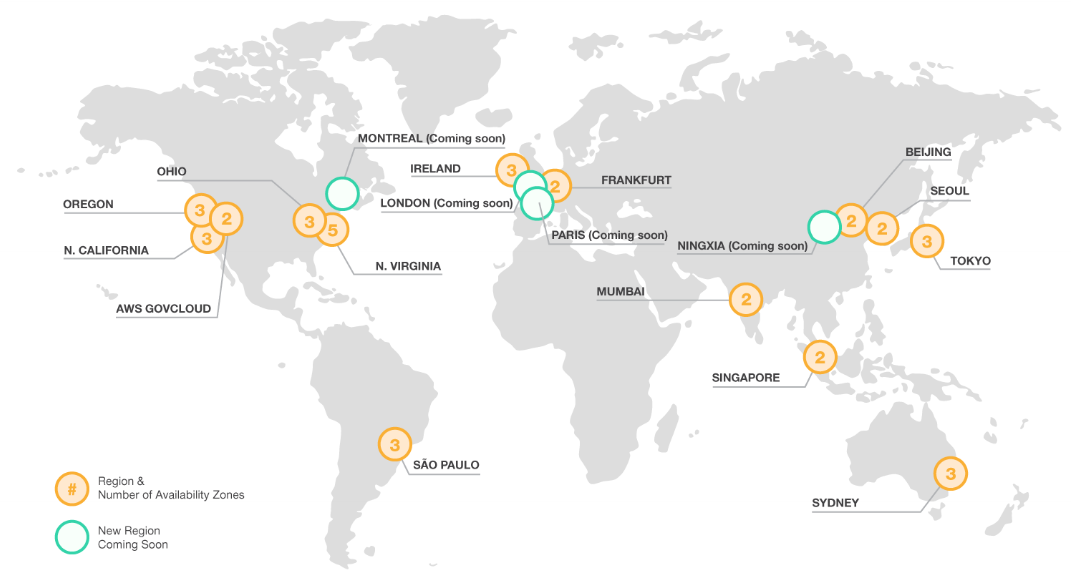 MONTREAL (Coming soon)
BEIJING
OHIO
IRELAND
3
2
FRANKFURT
SEOUL
OREGON
3
2
LONDON (Coming soon)
3
5
2
2
3
N. CALIFORNIA
3
PARIS (Coming soon)
NINGXIA (Coming soon)
TOKYO
N. VIRGINIA
MUMBAI
2
AWS GOVCLOUD
2
SINGAPORE
3
SÃO PAULO
3
SYDNEY
#
Region &
Number of Availability Zones
New Region
Coming Soon